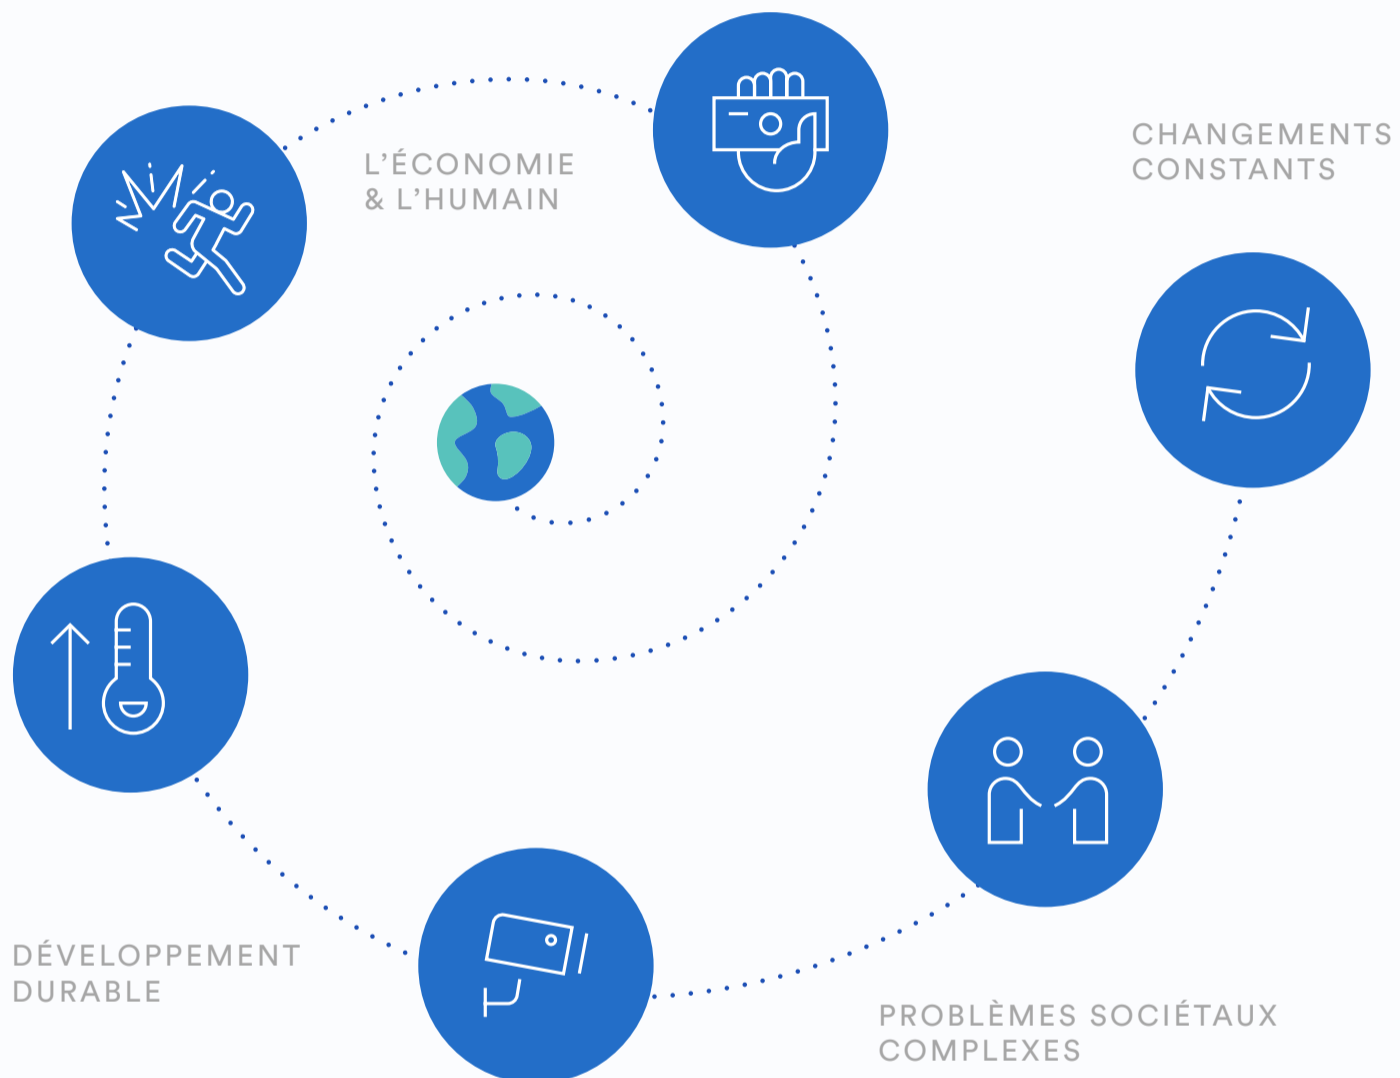 L'ÉCONOMIE
& L'HUMAIN
CHANGEMENTS
CONSTANTS
DÉVELOPPEMENT
DURABLE
PROBLÈMES SOCIÉTAUX
COMPLEXES